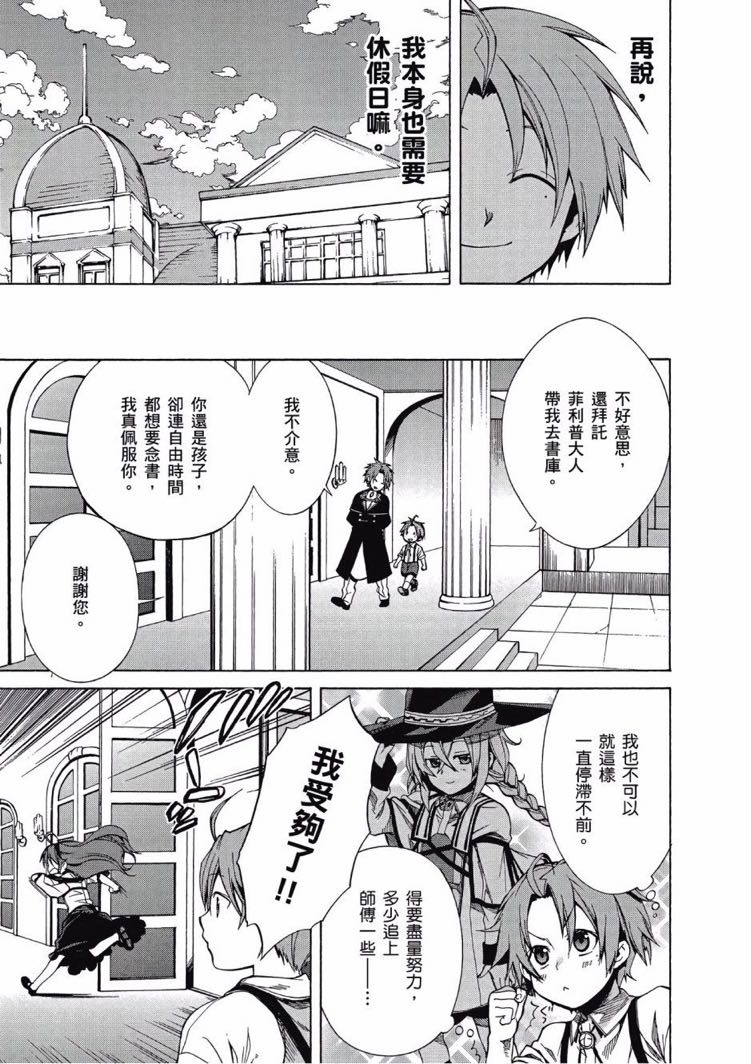 再說，
我本身也需要
休假日嘛。
不好意思，
還拜託
菲利普大人
帶我去書庫。
我不介意。
你還是孩子，
卻連自由時間
都想要念書，
我真佩服你。
謝謝您。
我也不可以
就這樣
一直停滯不前。
得要盡量努力，
多少追上
師傅一些──…
我受夠了!!